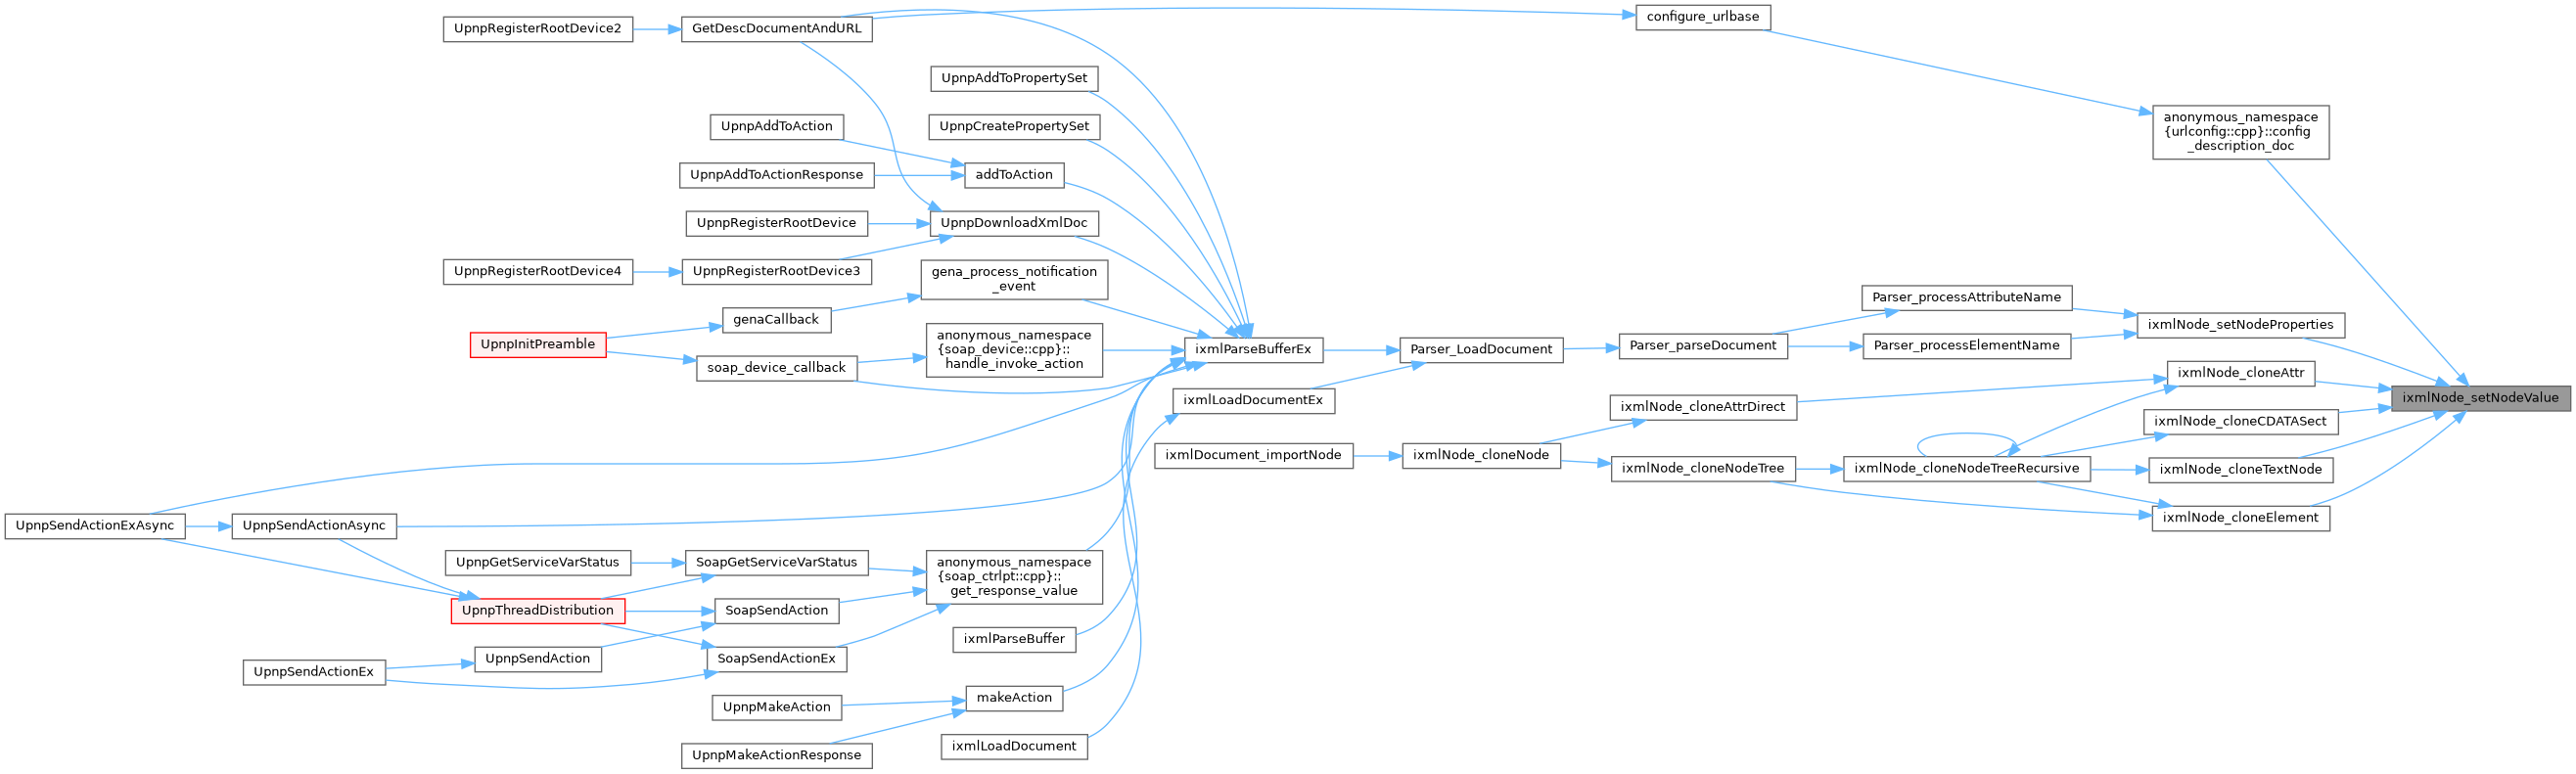 configure_urlbase
UpnpRegisterRootDevice2
GetDescDocumentAndURL
UpnpAddToPropertySet
UpnpAddToAction
UpnpCreatePropertySet
anonymous_namespace
{urlconfig::cpp}::config
_description_doc
UpnpAddToActionResponse
addToAction
UpnpRegisterRootDevice
UpnpDownloadXmlDoc
UpnpRegisterRootDevice4
UpnpRegisterRootDevice3
gena_process_notification
_event
Parser_processAttributeName
genaCallback
ixmlNode_setNodeProperties
UpnpInitPreamble
anonymous_namespace
{soap_device::cpp}::
handle_invoke_action
ixmlParseBufferEx
Parser_LoadDocument
Parser_parseDocument
Parser_processElementName
soap_device_callback
ixmlNode_cloneAttr
ixmlLoadDocumentEx
ixmlNode_cloneAttrDirect
ixmlNode_setNodeValue
ixmlNode_cloneCDATASect
ixmlDocument_importNode
ixmlNode_cloneNode
ixmlNode_cloneNodeTree
ixmlNode_cloneNodeTreeRecursive
ixmlNode_cloneTextNode
UpnpSendActionExAsync
UpnpSendActionAsync
ixmlNode_cloneElement
UpnpGetServiceVarStatus
SoapGetServiceVarStatus
anonymous_namespace
{soap_ctrlpt::cpp}::
get_response_value
UpnpThreadDistribution
SoapSendAction
ixmlParseBuffer
UpnpSendActionEx
UpnpSendAction
SoapSendActionEx
UpnpMakeAction
makeAction
UpnpMakeActionResponse
ixmlLoadDocument